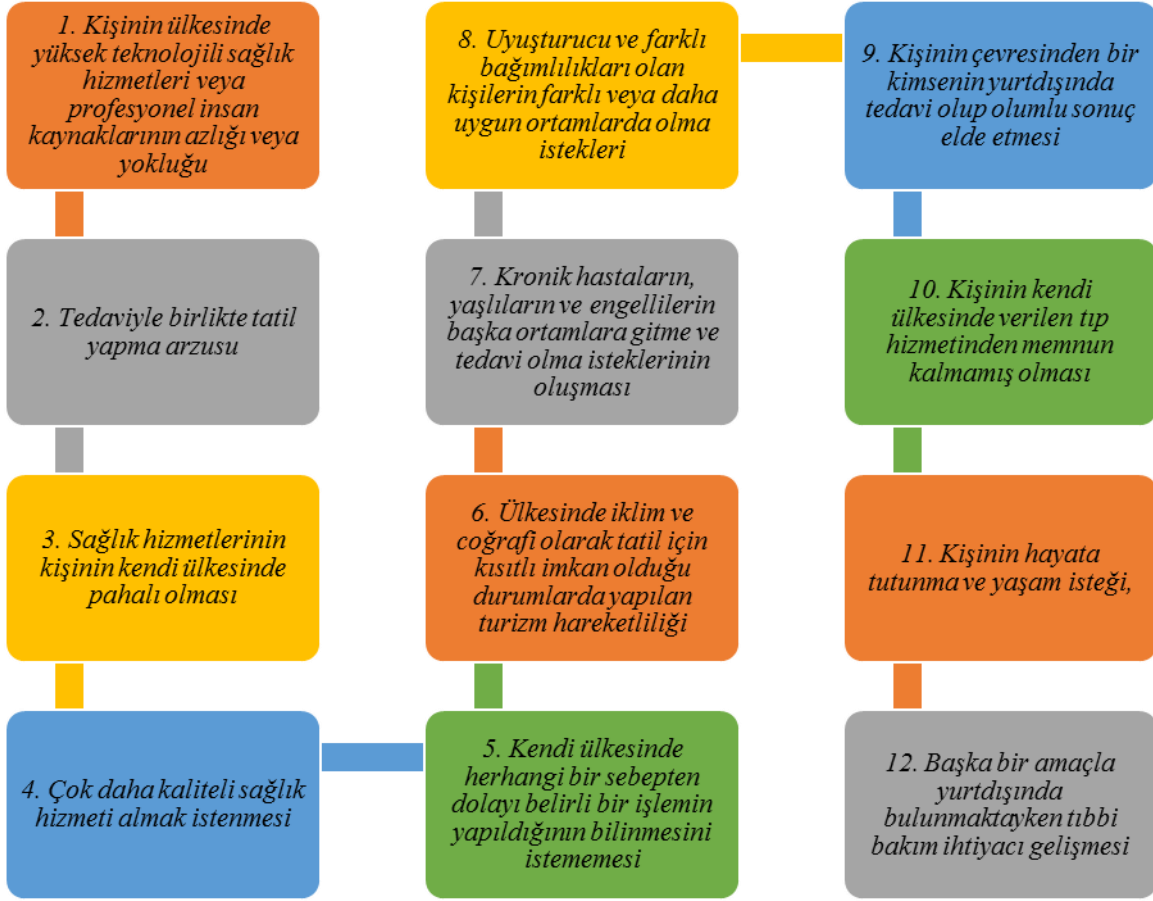 1. Kişinin ülkesinde
yüksek teknolojili sağlık
hizmetleri veya
profesyonel insan
kaynaklarının azlığı veya
yokluğu
2. Tedaviyle birlikte tatil
yapma arzusu
3. Sağlık hizmetlerinin
kişinin kendi ülkesinde
pahalı olması
4. Çok daha kaliteli sağlık
hizmeti almak istenmesi
5. Kendi ülkesinde
herhangi bir sebepten
dolayı belirli bir işlemin
yapıldığının bilinmesini
istememesi
6. Ülkesinde iklim ve
coğrafi olarak tatil için
kısıtlı imkan olduğu
durumlarda yapılan
turizm hareketliliği
7. Kronik hastaların,
yaşlıların ve engellilerin
başka ortamlara gitme ve
tedavi olma isteklerinin
oluşması
8. Uyuşturucu ve farklı
bağımlılıkları olan
kişilerin farklı veya daha
uygun ortamlarda olma
istekleri
9. Kişinin çevresinden bir
kimsenin yurtdışında
tedavi olup olumlu sonuç
elde etmesi
10. Kişinin kendi
ülkesinde verilen tıp
hizmetinden memnun
kalmamış olması
11. Kişinin hayata
tutunma ve yaşam isteği,
12. Başka bir amaçla
yurtdışında
bulunmaktayken tıbbi
bakım ihtiyacı gelişmesi